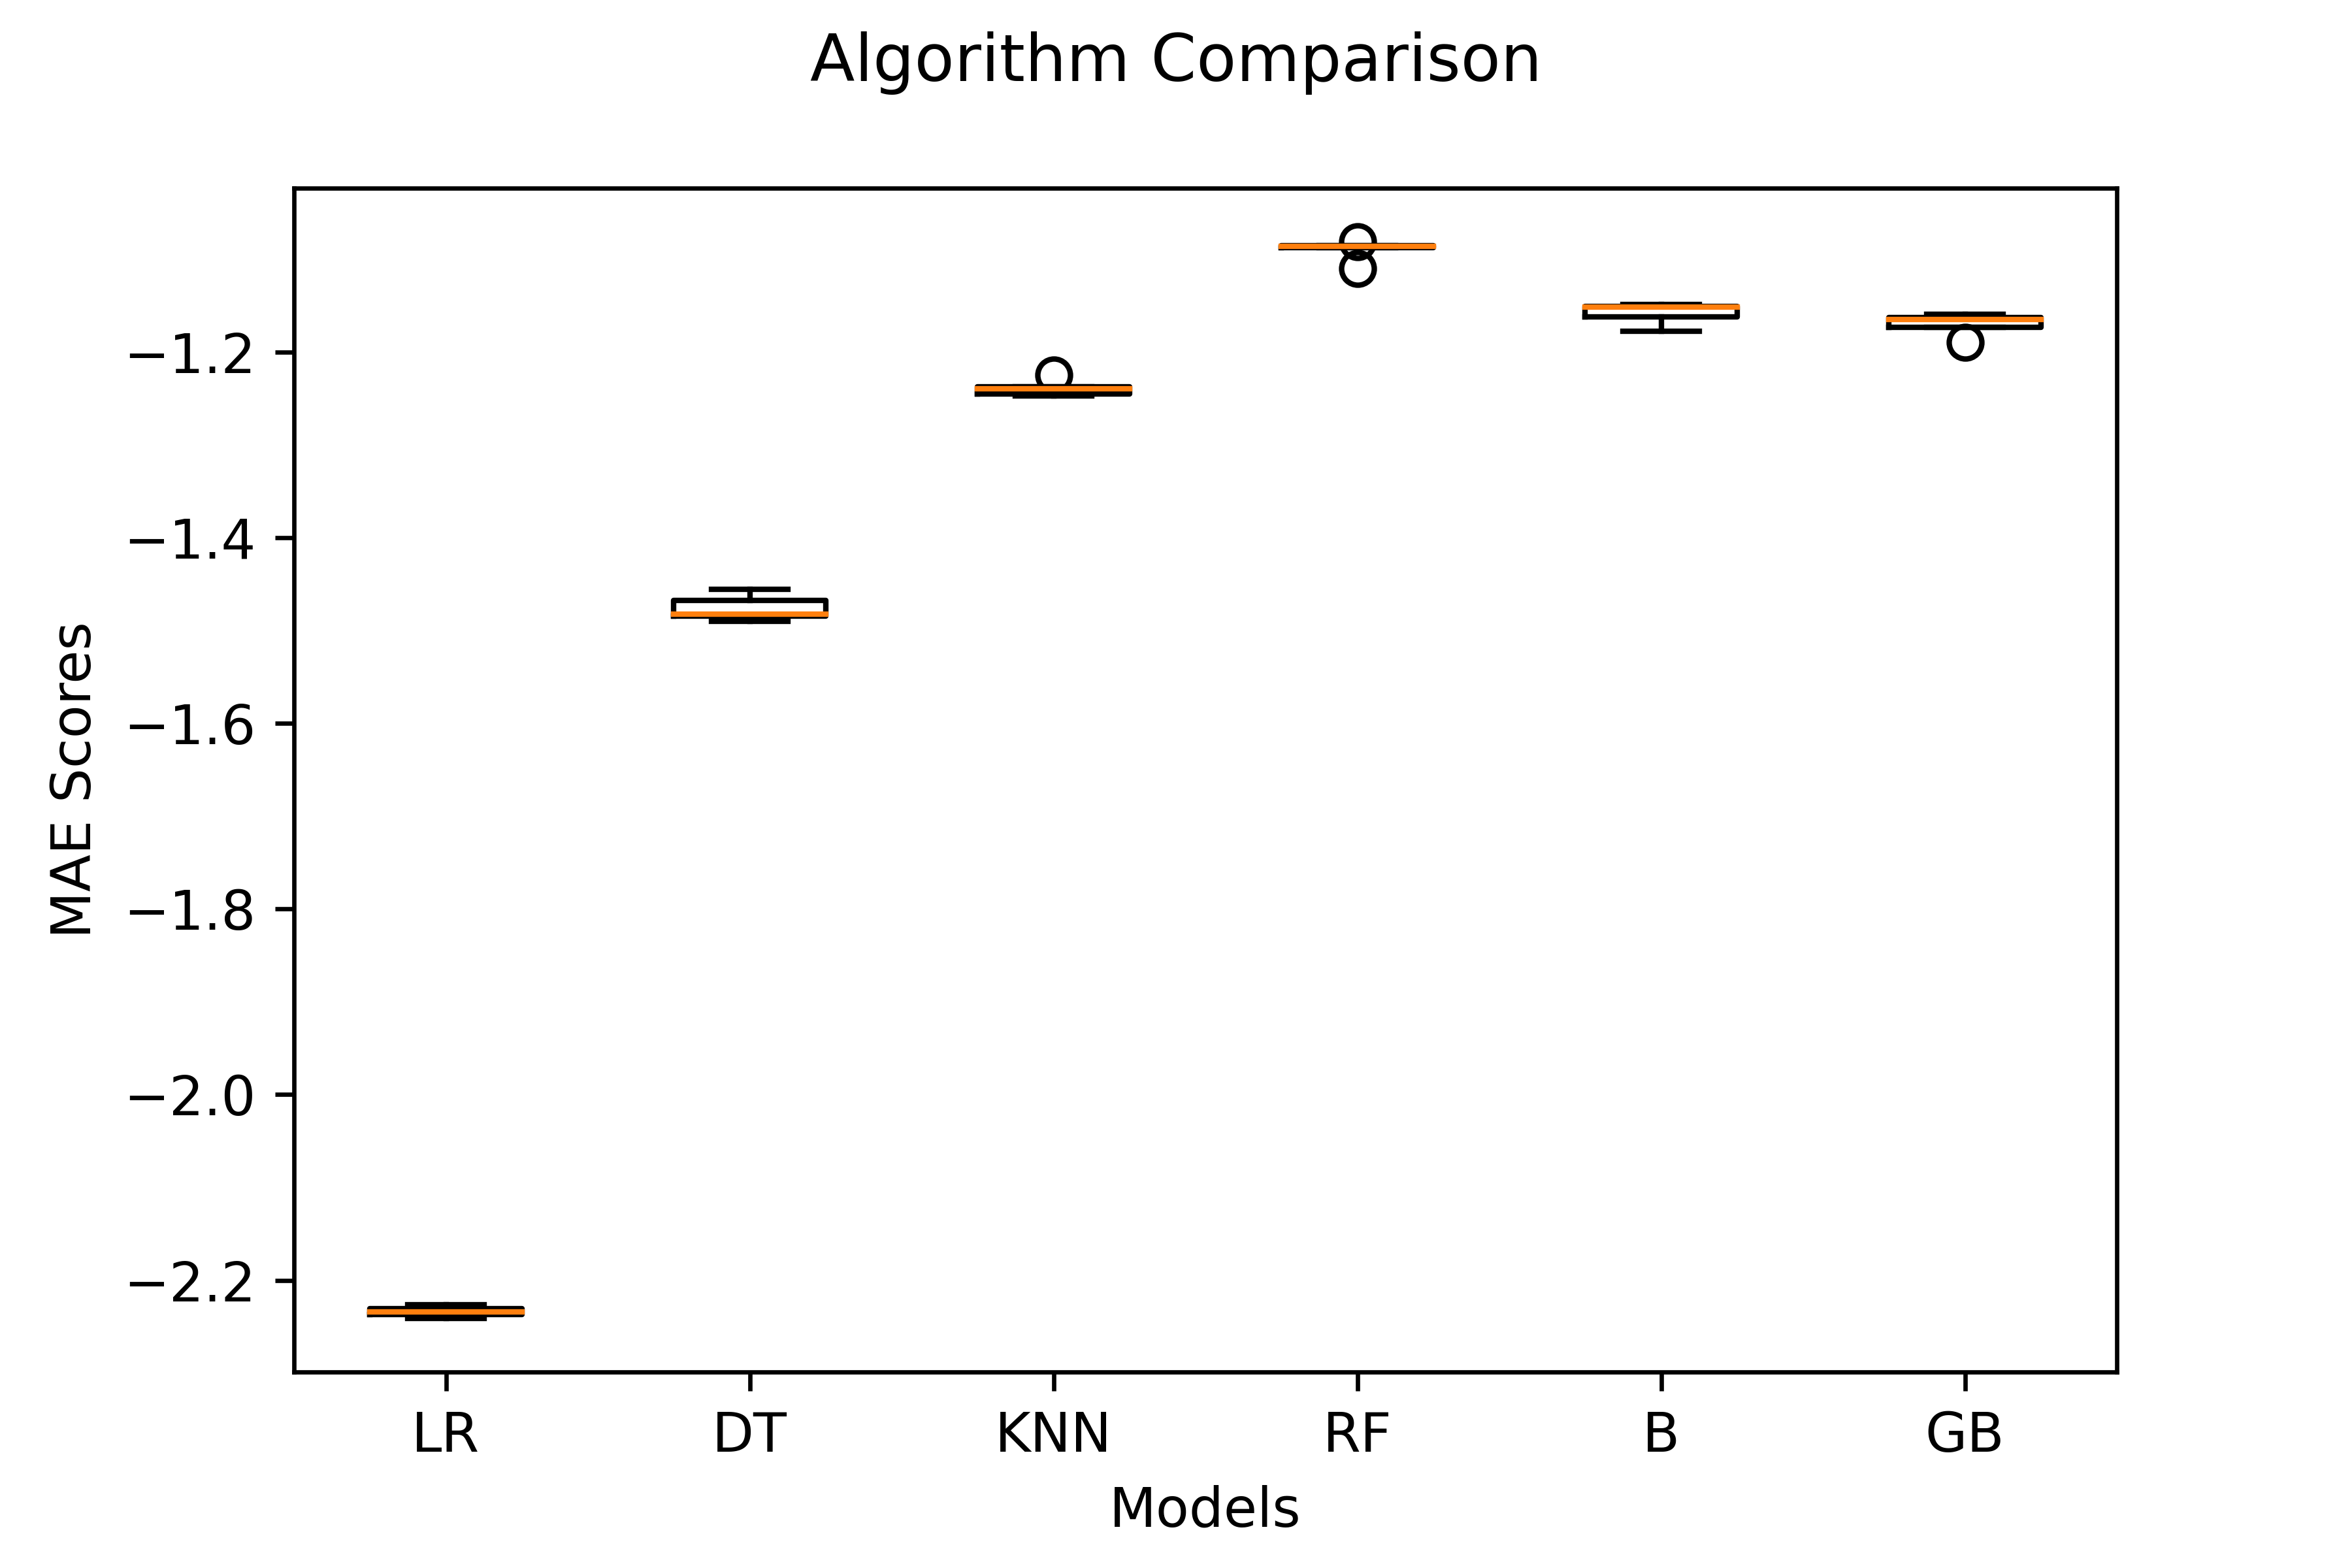 Algorithm Comparison
MAE Scores
−1.2
−1.4
−1.6
−1.8
−2.0
−2.2
LR DT KNN RF B GB
Models